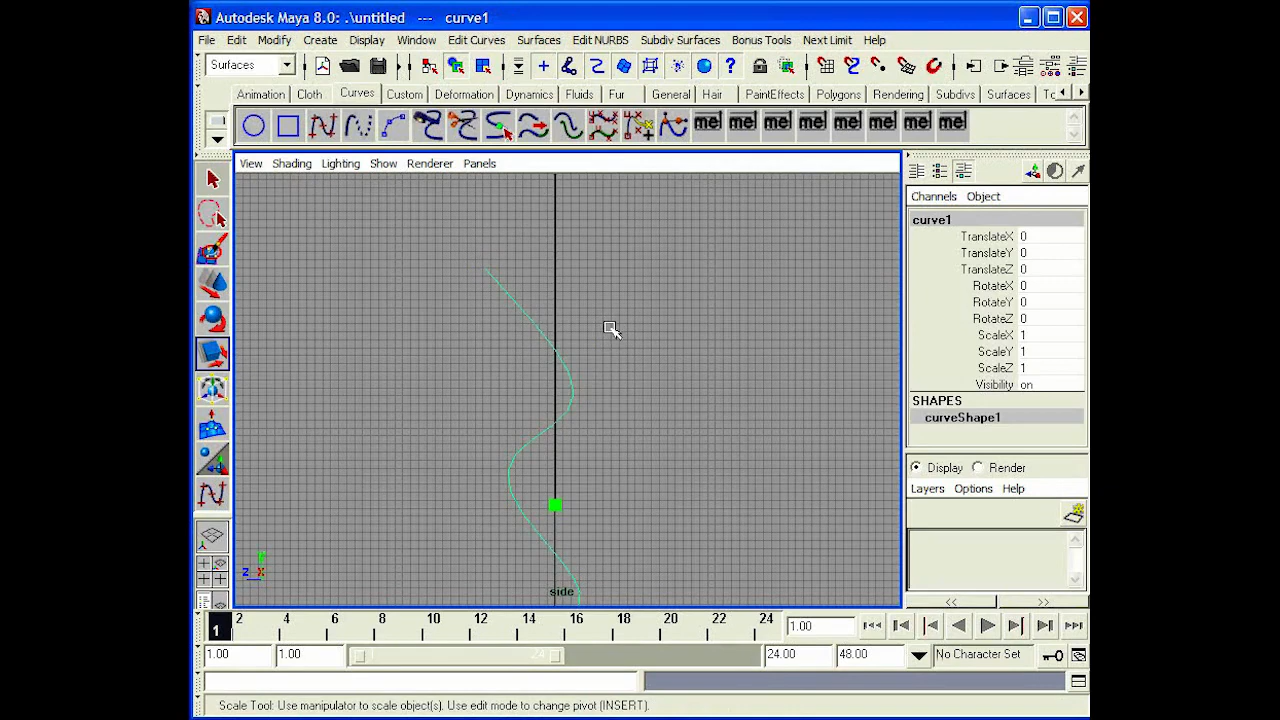 Autodesk Maya 8.0: .\untitled --- curve1
File Edit Modify Create Display Window Edit Curves Surfaces Edit NURBS Subdiv Surfaces Bonus Tools Next Limit Help
Surfaces
Animation Cloth Curves Custom Deformation Dynamics Fluids Fur General Hair PaintEffects Polygons Rendering Subdivs Surfaces
mel mel mel mel mel mel mel mel
View Shading Lighting Show Renderer Panels
Channels Object
curve1
TranslateX 0
TranslateY 0
TranslateZ 0
RotateX 0
RotateY 0
RotateZ 0
ScaleX 1
ScaleY 1
ScaleZ 1
Visibility on
SHAPES
curveShape1
Display Render
Layers Options Help
y
z x
side
<< >>
1 2 4 6 8 10 12 14 16 18 20 22 24
1.00
1.00 1.00 24 24.00 48.00 No Character Set
Scale Tool: Use manipulator to scale object(s). Use edit mode to change pivot (INSERT).